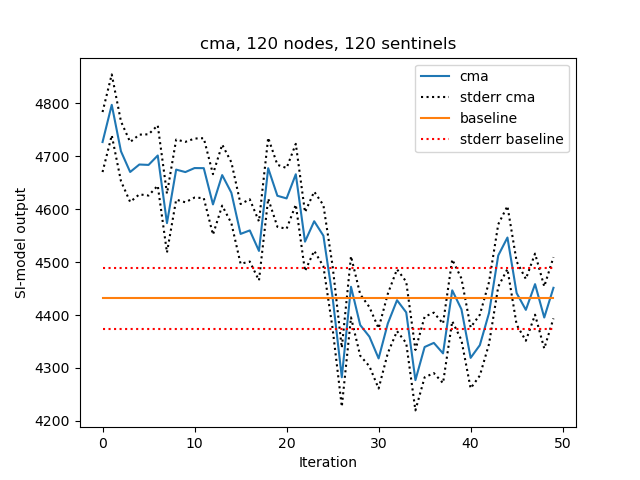 cma, 120 nodes, 120 sentinels
cma
stderr cma
baseline
stderr baseline
SI-model output
4800
4700
4600
4500
4400
4300
4200
0 10 20 30 40 50
Iteration